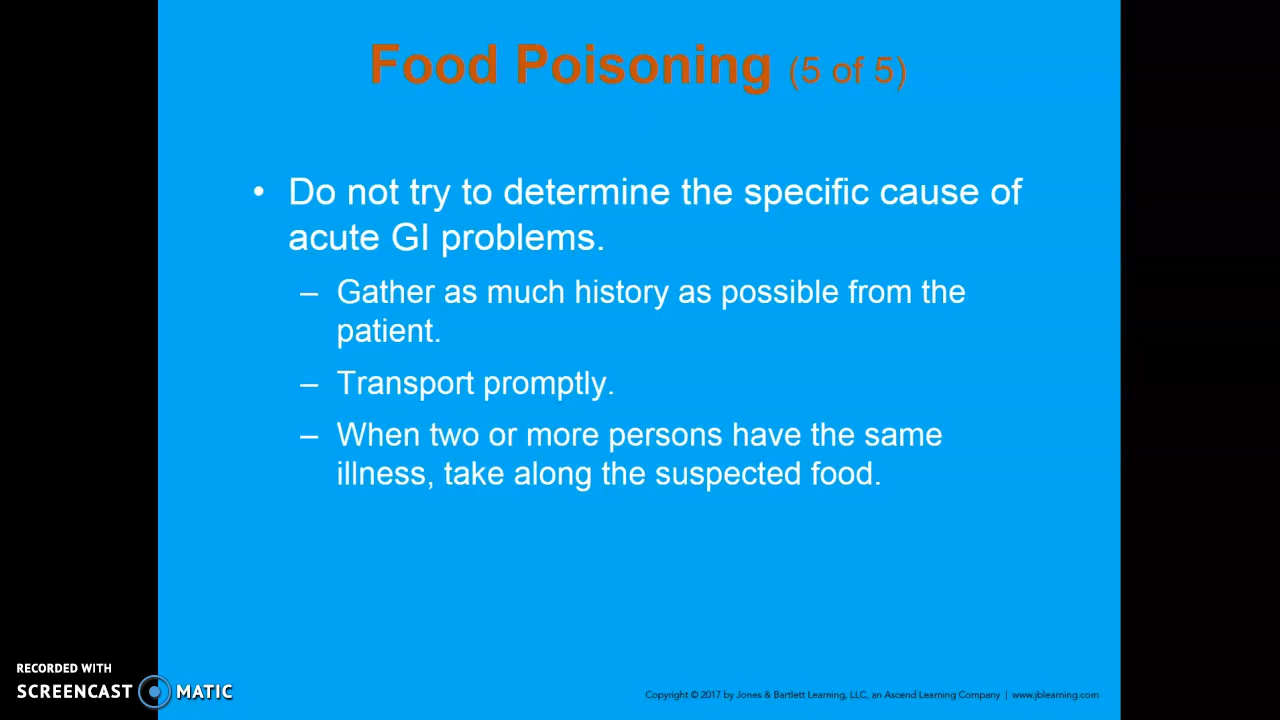 Food Poisoning (5 of 5)
• Do not try to determine the specific cause of
acute GI problems.
– Gather as much history as possible from the
patient.
– Transport promptly.
– When two or more persons have the same
illness, take along the suspected food.
RECORDED WITH
SCREENCAST MATIC
Copyright © 2017 by Jones & Bartlett Learning, LLC, an Ascend Learning Company | www.jblearning.com